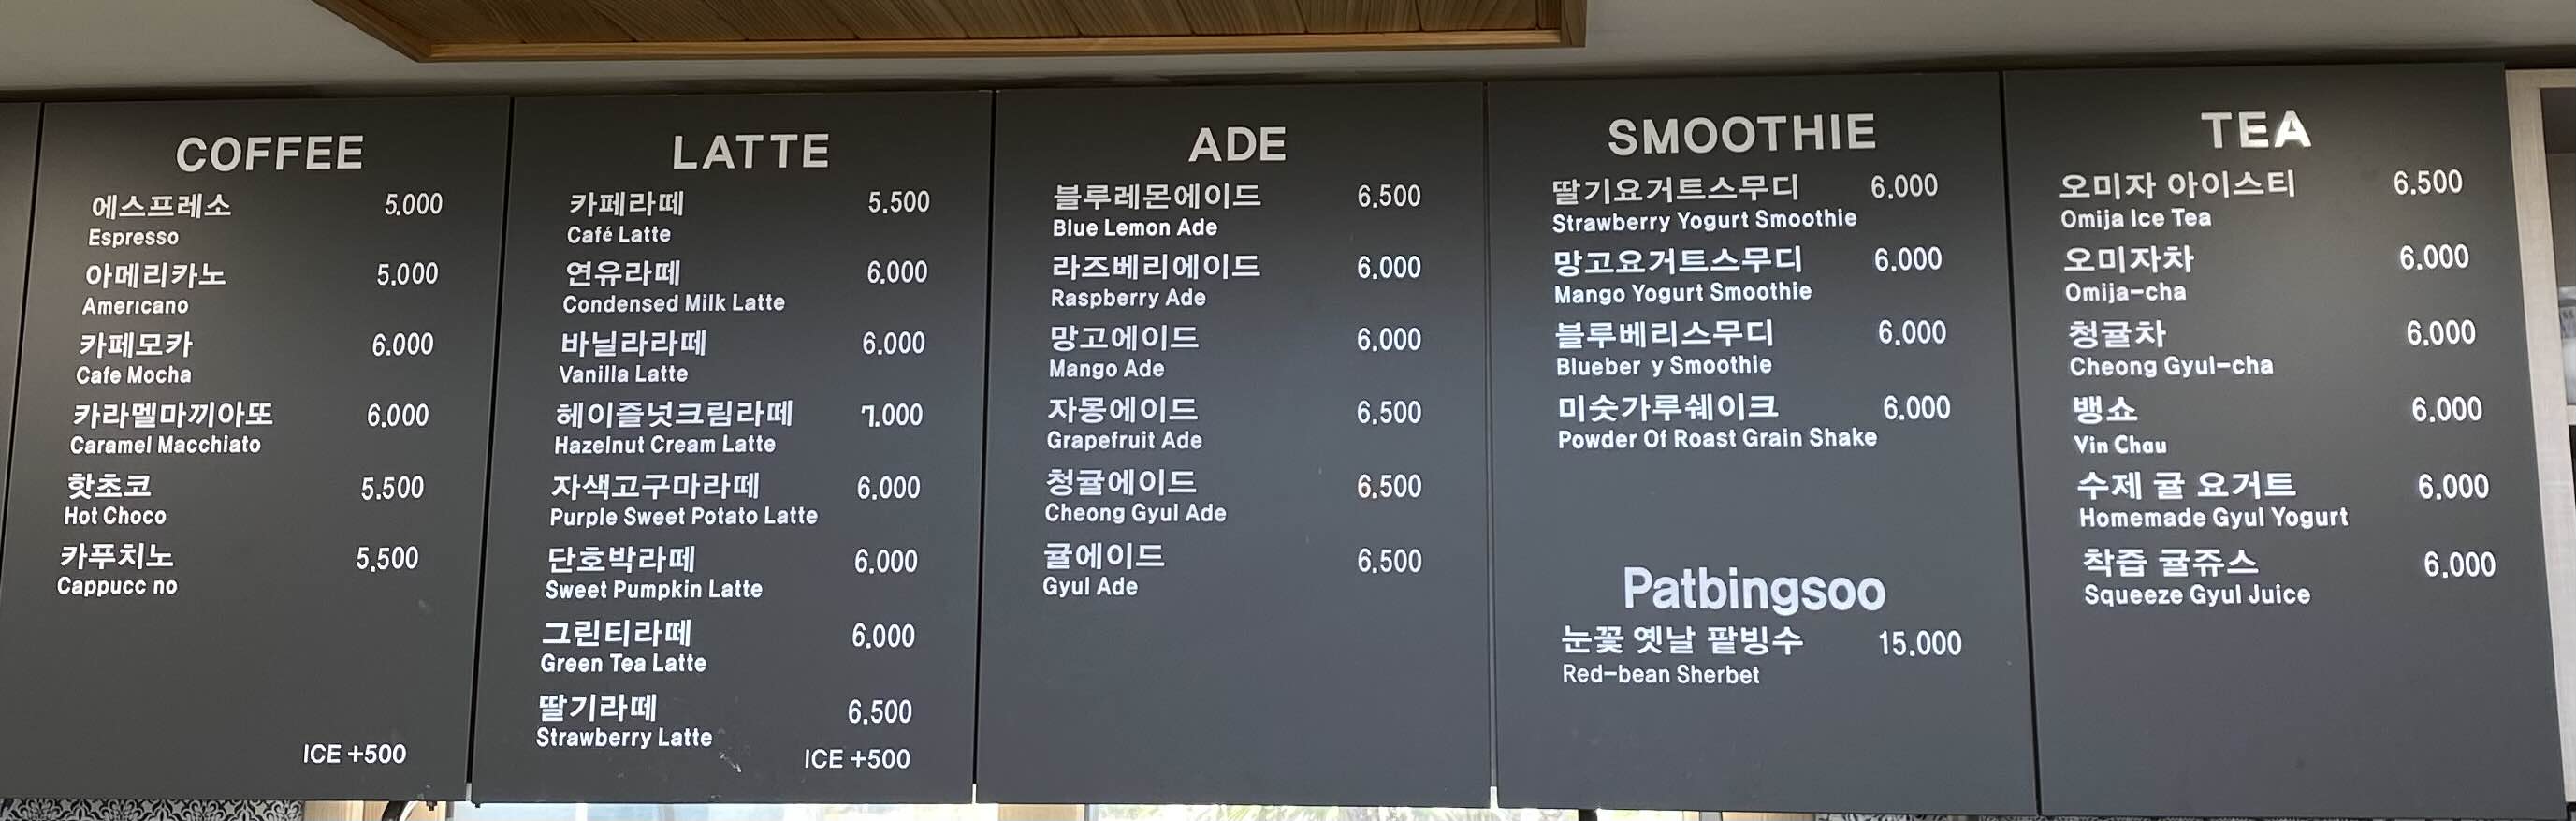 COFFEE
에스프레소 5.000
Espresso
아메리카노 5.000
Americano
카페모카 6.000
Cafe Mocha
카라멜마끼아또 6.000
Caramel Macchiato
핫초코 5.500
Hot Choco
카푸치노 5.500
Cappucc no
ICE +500
LATTE
카페라떼 5.500
Café Latte
연유라떼 6.000
Condensed Milk Latte
바닐라라떼 6.000
Vanilla Latte
헤이즐넛크림라떼 7.000
Hazelnut Cream Latte
자색고구마라떼 6.000
Purple Sweet Potato Latte
단호박라떼 6.000
Sweet Pumpkin Latte
그린티라떼 6.000
Green Tea Latte
딸기라떼 6.500
Strawberry Latte
ICE +500
ADE
블루레몬에이드 6.500
Blue Lemon Ade
라즈베리에이드 6.000
Raspberry Ade
망고에이드 6.000
Mango Ade
자몽에이드 6.500
Grapefruit Ade
청귤에이드 6.500
Cheong Gyul Ade
귤에이드 6.500
Gyul Ade
SMOOTHIE
딸기요거트스무디 6.000
Strawberry Yogurt Smoothie
망고요거트스무디 6.000
Mango Yogurt Smoothie
블루베리스무디 6.000
Blueber y Smoothie
미숫가루쉐이크 6.000
Powder Of Roast Grain Shake
Patbingsoo
눈꽃 옛날 팥빙수 15.000
Red-bean Sherbet
TEA
오미자 아이스티 6.500
Omija Ice Tea
오미자차 6.000
Omija-cha
청귤차 6.000
Cheong Gyul-cha
뱅쇼 6.000
Vin Chau
수제 귤 요거트 6.000
Homemade Gyul Yogurt
착즙 귤쥬스 6.000
Squeeze Gyul Juice